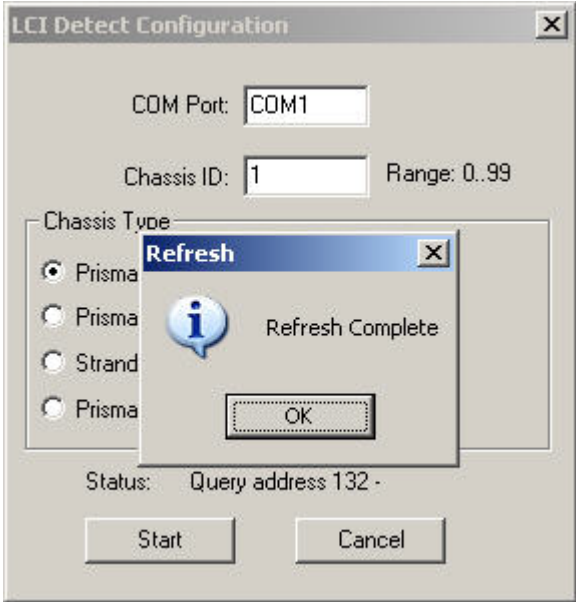 LCI Detect Configuration
COM Port: COM1
Chassis ID: 1 Range: 0..99
Chassis Type
Refresh
Prisma
Prisma
Refresh Complete
Strand
Prisma
OK
Status: Query address 132 -
Start Cancel